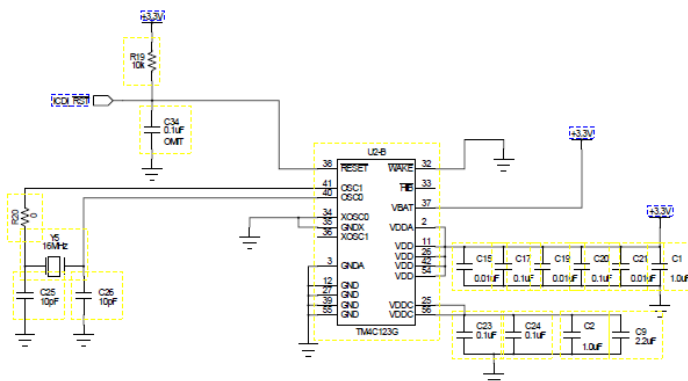 +3.3V
R19
10k
ICDI_RST
C34
0.1uF
OMIT
U2-B
+3.3V
38 RESET WAKE 32
41 OSC1 HIB 33
40 OSC0
VBAT 37
34 XOSC0
35 GNDX VDDA 2
36 XOSC1
+3.3V
R20
0
Y5
16MHz
VDD 11
VDD 26
3 GNDA VDD 42
VDD 54
12 GND
27 GND
39 GND VDDC 25
55 GND VDDC 56
TM4C123G
C25
10pF
C26
10pF
C15
0.01uF
C17
0.1uF
C19
0.01uF
C20
0.1uF
C21
0.01uF
C1
1.0uF
C23
0.1uF
C24
0.1uF
C2
1.0uF
C9
2.2uF